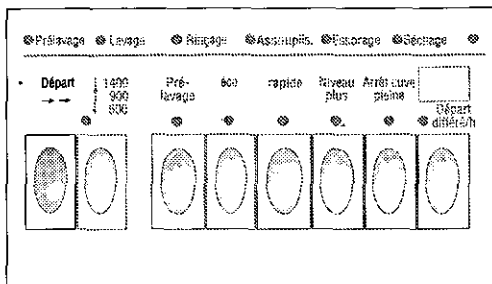 Prélavage Lavage Rinçage Assouplis. Essorage Séchage
Départ 1400 Pré- éco rapide Niveau Arrêt cuve
900 lavage plus pleine
600
Départ
différé/h